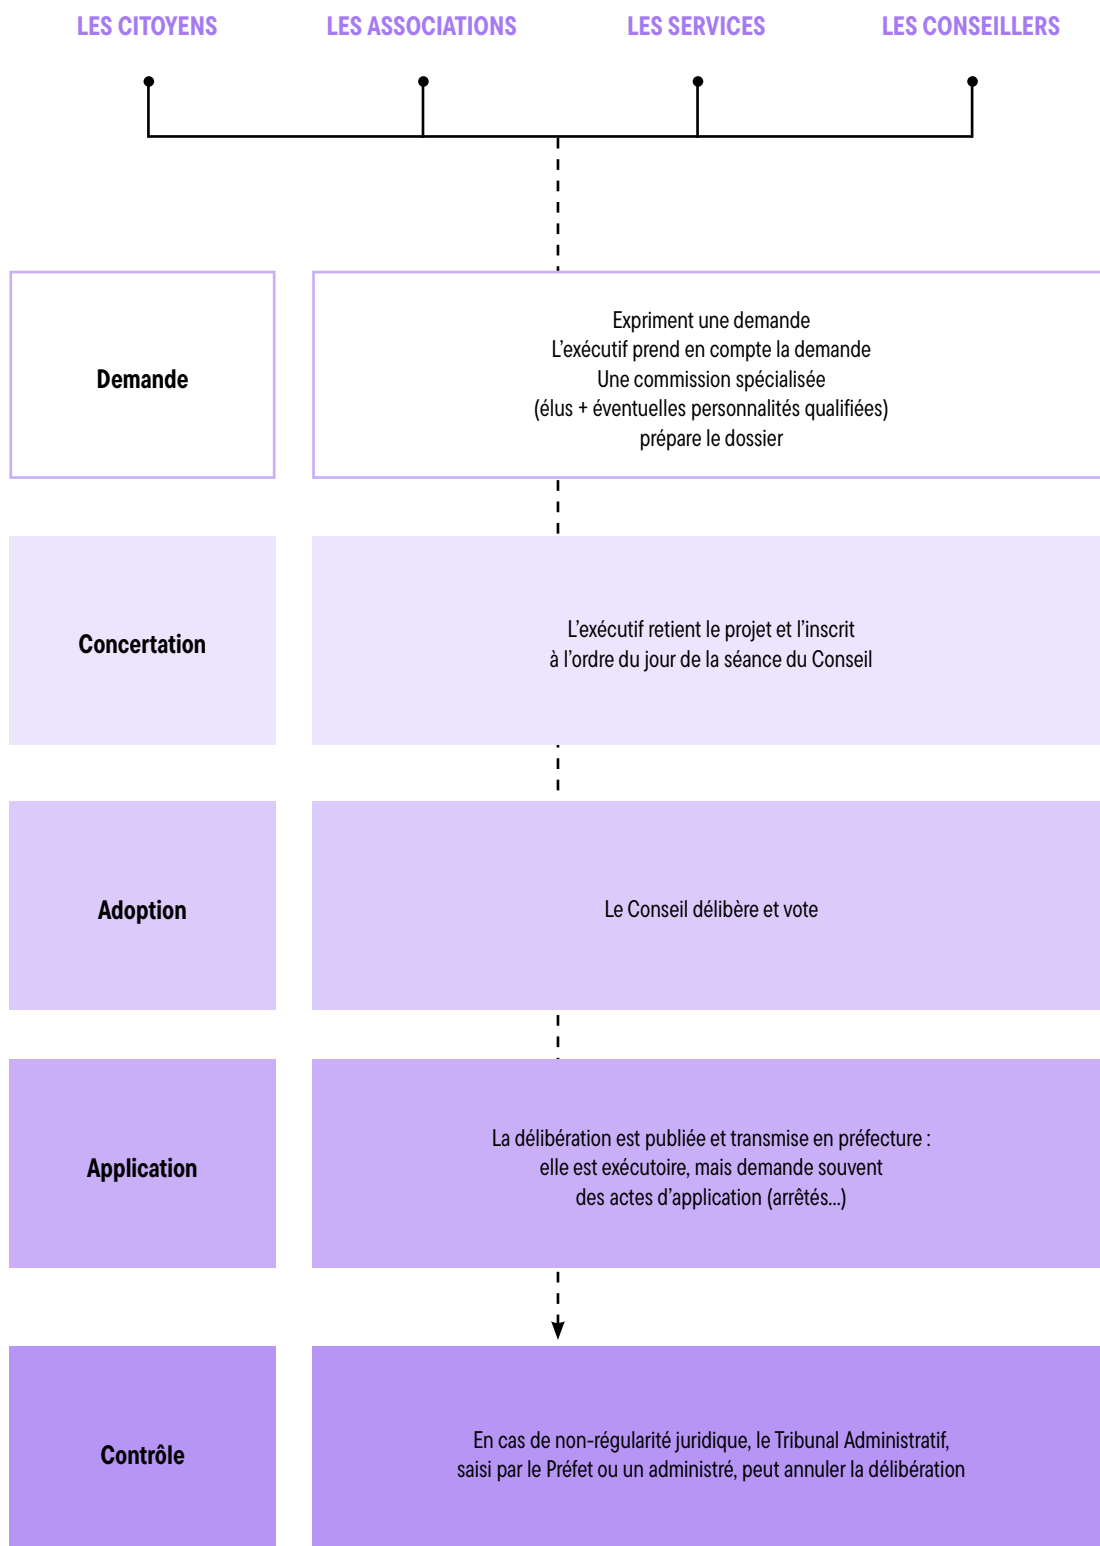 LES CITOYENS
LES ASSOCIATIONS
LES SERVICES
LES CONSEILLERS
Demande
Expriment une demande
L’exécutif prend en compte la demande
Une commission spécialisée
(élus + éventuelles personnalités qualifiées)
prépare le dossier
Concertation
L’exécutif retient le projet et l’inscrit
à l’ordre du jour de la séance du Conseil
Adoption
Le Conseil délibère et vote
Application
La délibération est publiée et transmise en préfecture :
elle est exécutoire, mais demande souvent
des actes d’application (arrêtés...)
Contrôle
En cas de non-régularité juridique, le Tribunal Administratif,
saisi par le Préfet ou un administré, peut annuler la délibération